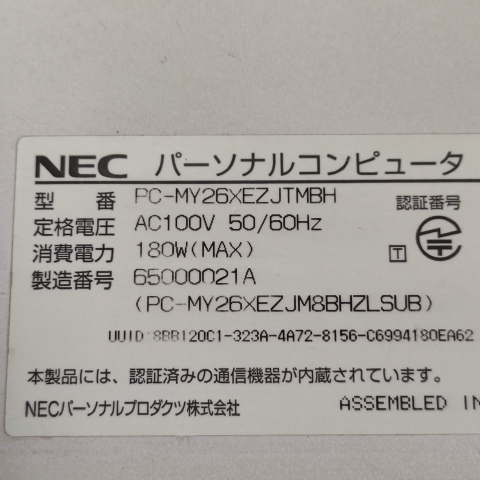 NEC パーソナルコンピュータ
型番 PC-MY26XEZJTMBH 認証番号
定格電圧 AC100V 50/60Hz
消費電力 180W(MAX) T
製造番号 65000021A
(PC-MY26XEZJM8BHZLSUB)
UUID:8BB120C1-323A-4A72-8156-C6994180EA62
本製品には、認証済みの通信機器が内蔵されています。
NECパーソナルプロダクツ株式会社 ASSEMBLED IN